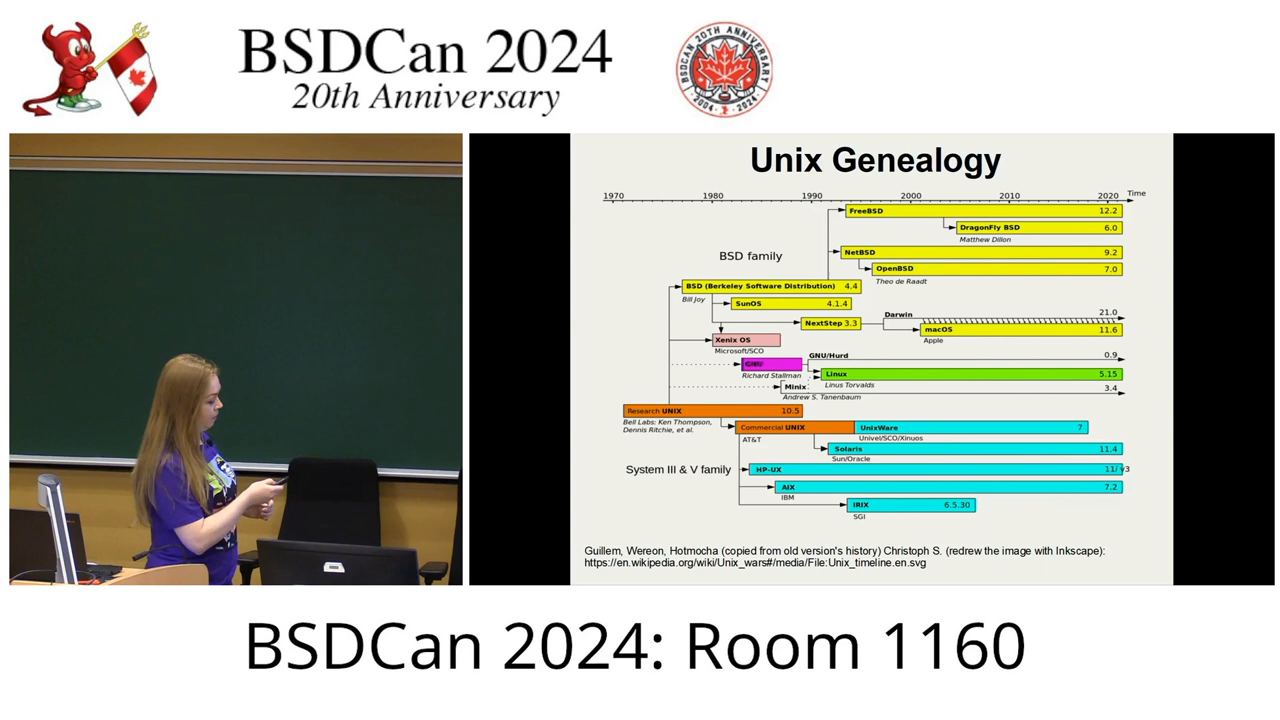 BSDCan 2024
20th Anniversary
BSDCAN 20TH ANNIVERSARY
2004 - 2024
Unix Genealogy
1970 1980 1990 2000 2010 2020 Time
FreeBSD 12.2
DragonFly BSD 6.0
Matthew Dillon
BSD family
NetBSD 9.2
OpenBSD 7.0
Theo de Raadt
BSD (Berkeley Software Distribution) 4.4
Bill Joy
SunOS 4.1.4
NextStep 3.3
Darwin 21.0
macOS 11.6
Apple
Xenix OS
Microsoft/SCO
GNU/Hurd 0.9
GNU
Richard Stallman
Linux 5.15
Linus Torvalds
Minix 3.4
Andrew S. Tanenbaum
Research UNIX 10.5
Bell Labs: Ken Thompson,
Dennis Ritchie, et al.
Commercial UNIX
AT&T
UnixWare 7
Univel/SCO/Xinuos
Solaris 11.4
Sun/Oracle
System III & V family
HP-UX 11i v3
AIX 7.2
IBM
IRIX 6.5.30
SGI
Guillem, Wereon, Hotmocha (copied from old version's history) Christoph S. (redrew the image with Inkscape):
https://en.wikipedia.org/wiki/Unix_wars#/media/File:Unix_timeline.en.svg
BSDCan 2024: Room 1160